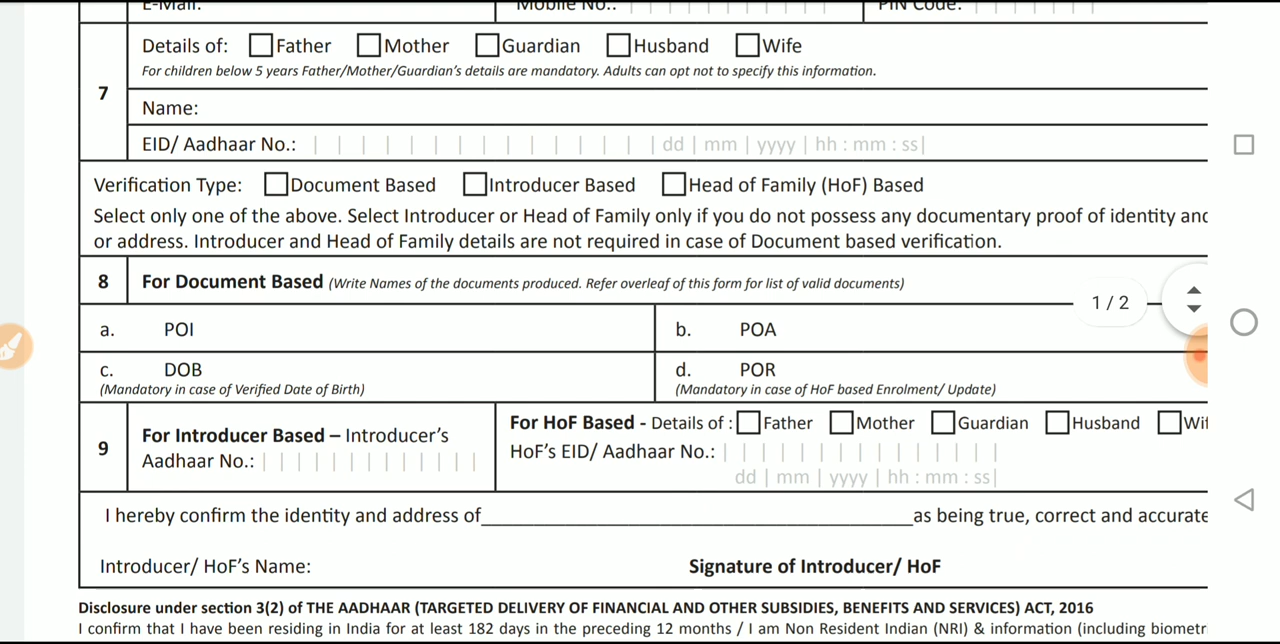 E-Mail:
Mobile No.:
PIN Code:
7
Details of: Father Mother Guardian Husband Wife
For children below 5 years Father/Mother/Guardian's details are mandatory. Adults can opt not to specify this information.
Name:
EID/ Aadhaar No.: | | | | | | | | | | | | | | | dd | mm | yyyy | hh : mm : ss|
Verification Type: Document Based Introducer Based Head of Family (HoF) Based
Select only one of the above. Select Introducer or Head of Family only if you do not possess any documentary proof of identity and
or address. Introducer and Head of Family details are not required in case of Document based verification.
8 For Document Based (Write Names of the documents produced. Refer overleaf of this form for list of valid documents)
1 / 2
a. POI
b. POA
c. DOB
(Mandatory in case of Verified Date of Birth)
d. POR
(Mandatory in case of HoF based Enrolment/ Update)
9
For Introducer Based – Introducer's
Aadhaar No.: | | | | | | | | | |
For HoF Based - Details of : Father Mother Guardian Husband Wif
HoF's EID/ Aadhaar No.: | | | | | | | | | | | |
dd | mm | yyyy | hh : mm : ss|
I hereby confirm the identity and address of_______________________________________as being true, correct and accurate
Introducer/ HoF's Name:
Signature of Introducer/ HoF
Disclosure under section 3(2) of THE AADHAAR (TARGETED DELIVERY OF FINANCIAL AND OTHER SUBSIDIES, BENEFITS AND SERVICES) ACT, 2016
I confirm that I have been residing in India for at least 182 days in the preceding 12 months / I am Non Resident Indian (NRI) & information (including biometr